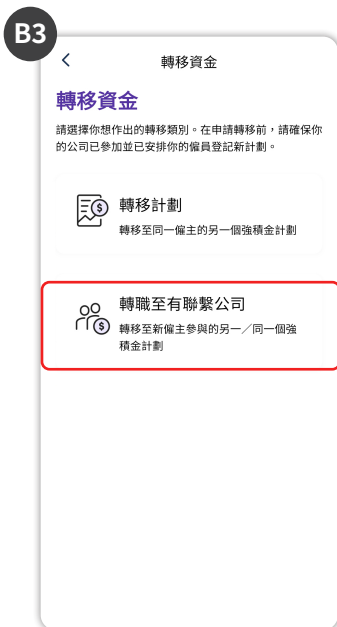 B3
轉移資金
轉移資金
請選擇你想作出的轉移類別。在申請轉移前，請確保你
的公司已參加並已安排你的僱員登記新計劃。
轉移計劃
轉移至同一僱主的另一個強積金計劃
轉職至有聯繫公司
轉移至新僱主參與的另一／同一個強
積金計劃